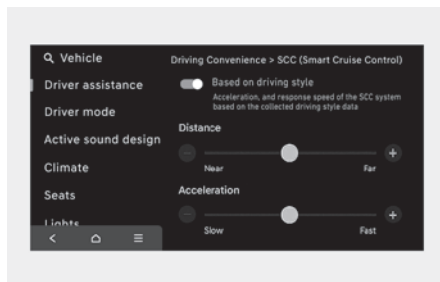 Vehicle
Driver assistance
Driver mode
Active sound design
Climate
Seats
Lights
Driving Convenience > SCC (Smart Cruise Control)
Based on driving style
Acceleration, and response speed of the SCC system
based on the collected driving style data
Distance
Near
Far
Acceleration
Slow
Fast